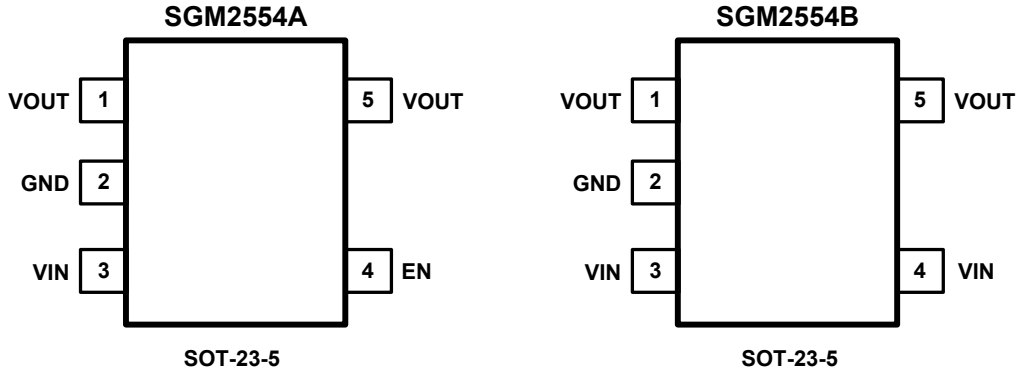 SGM2554A
VOUT 1 5 VOUT
GND 2
VIN 3 4 EN
SOT-23-5
SGM2554B
VOUT 1 5 VOUT
GND 2
VIN 3 4 VIN
SOT-23-5